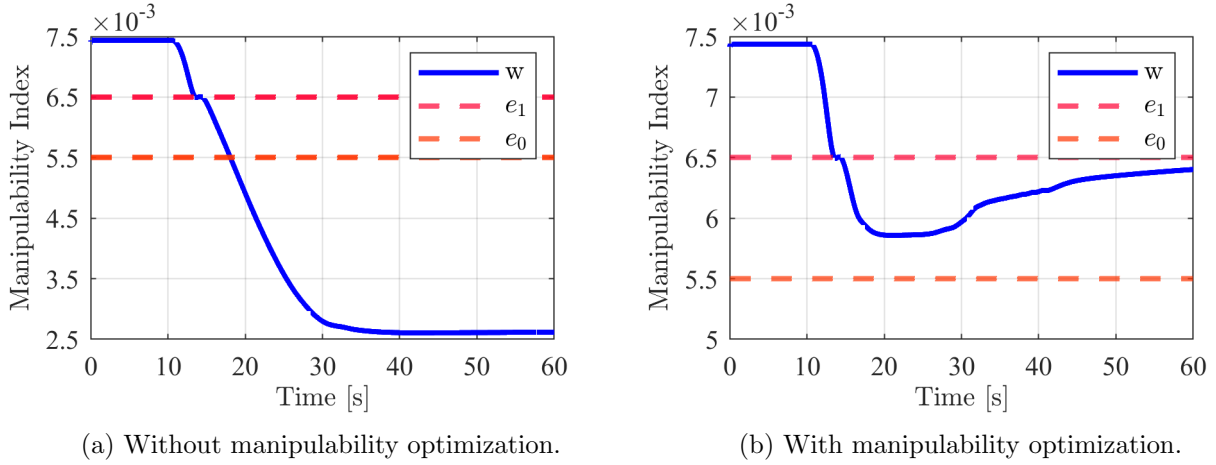 ×10⁻³
7.5
6.5
5.5
4.5
3.5
2.5
Manipulability Index
0 10 20 30 40 50 60
Time [s]
w
e₁
e₀
(a) Without manipulability optimization.
×10⁻³
7.5
7
6.5
6
5.5
5
Manipulability Index
0 10 20 30 40 50 60
Time [s]
w
e₁
e₀
(b) With manipulability optimization.